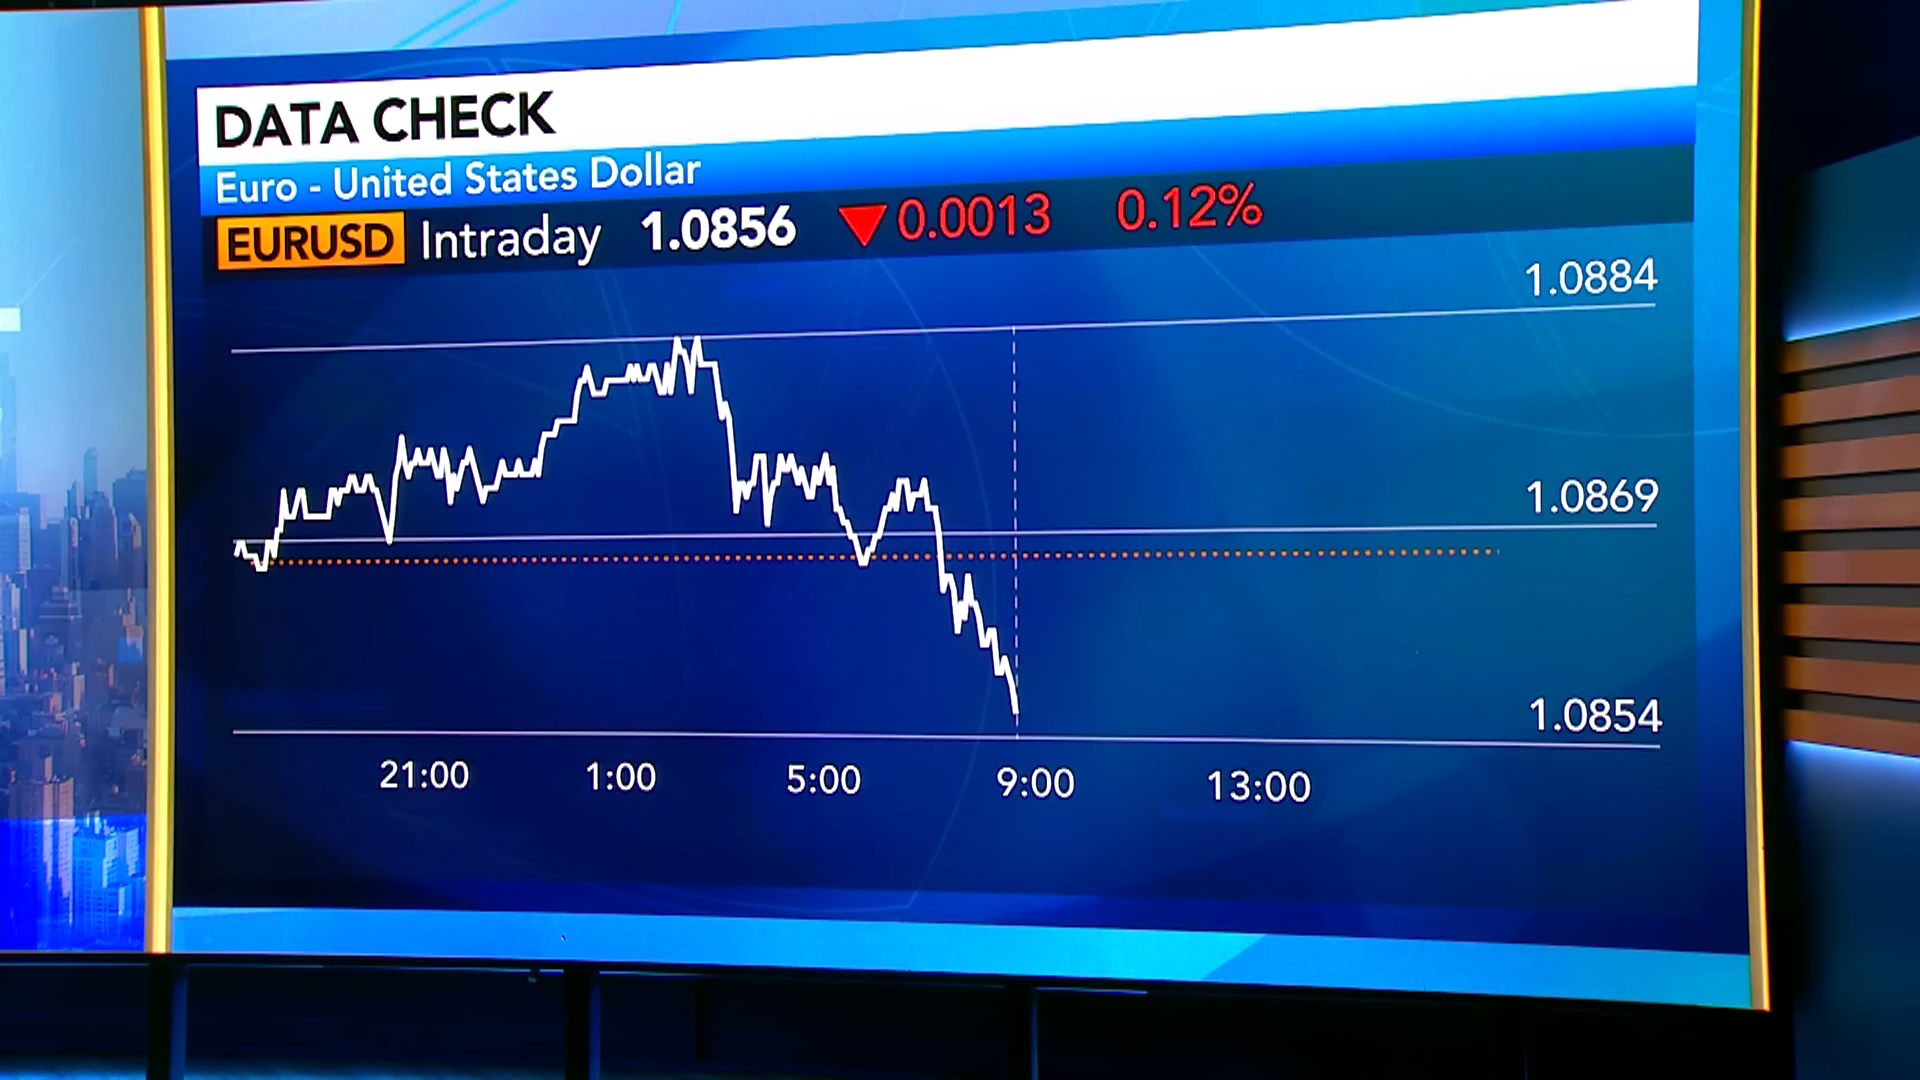 DATA CHECK
Euro - United States Dollar
EURUSD Intraday 1.0856 ▼0.0013 0.12%
1.0884
1.0869
1.0854
21:00 1:00 5:00 9:00 13:00